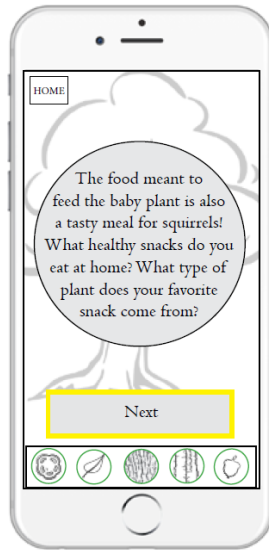 HOME
The food meant to
feed the baby plant is also
a tasty meal for squirrels!
What healthy snacks do you
eat at home? What type of
plant does your favorite
snack come from?
Next